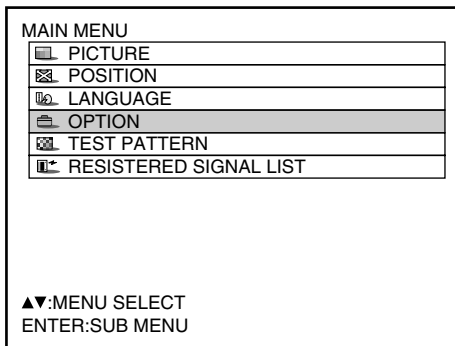 MAIN MENU
PICTURE
POSITION
LANGUAGE
OPTION
TEST PATTERN
RESISTERED SIGNAL LIST
▲▼:MENU SELECT
ENTER:SUB MENU